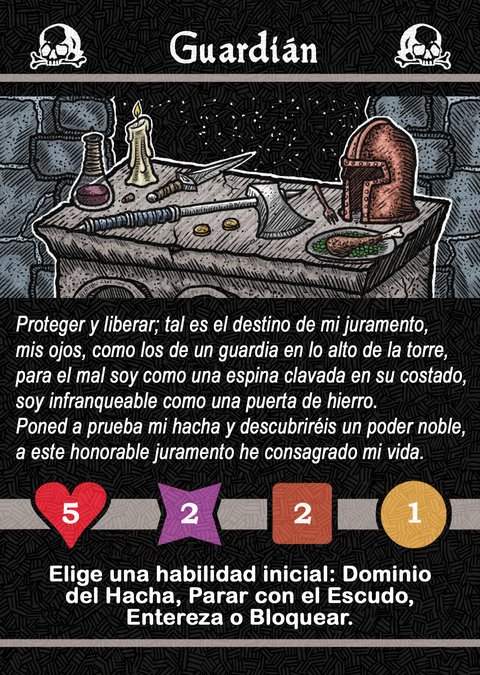 Guardián
Proteger y liberar; tal es el destino de mi juramento,
mis ojos, como los de un guardia en lo alto de la torre,
para el mal soy como una espina clavada en su costado,
soy infranqueable como una puerta de hierro.
Poned a prueba mi hacha y descubriréis un poder noble,
a este honorable juramento he consagrado mi vida.
5 2 2 1
Elige una habilidad inicial: Dominio
del Hacha, Parar con el Escudo,
Entereza o Bloquear.